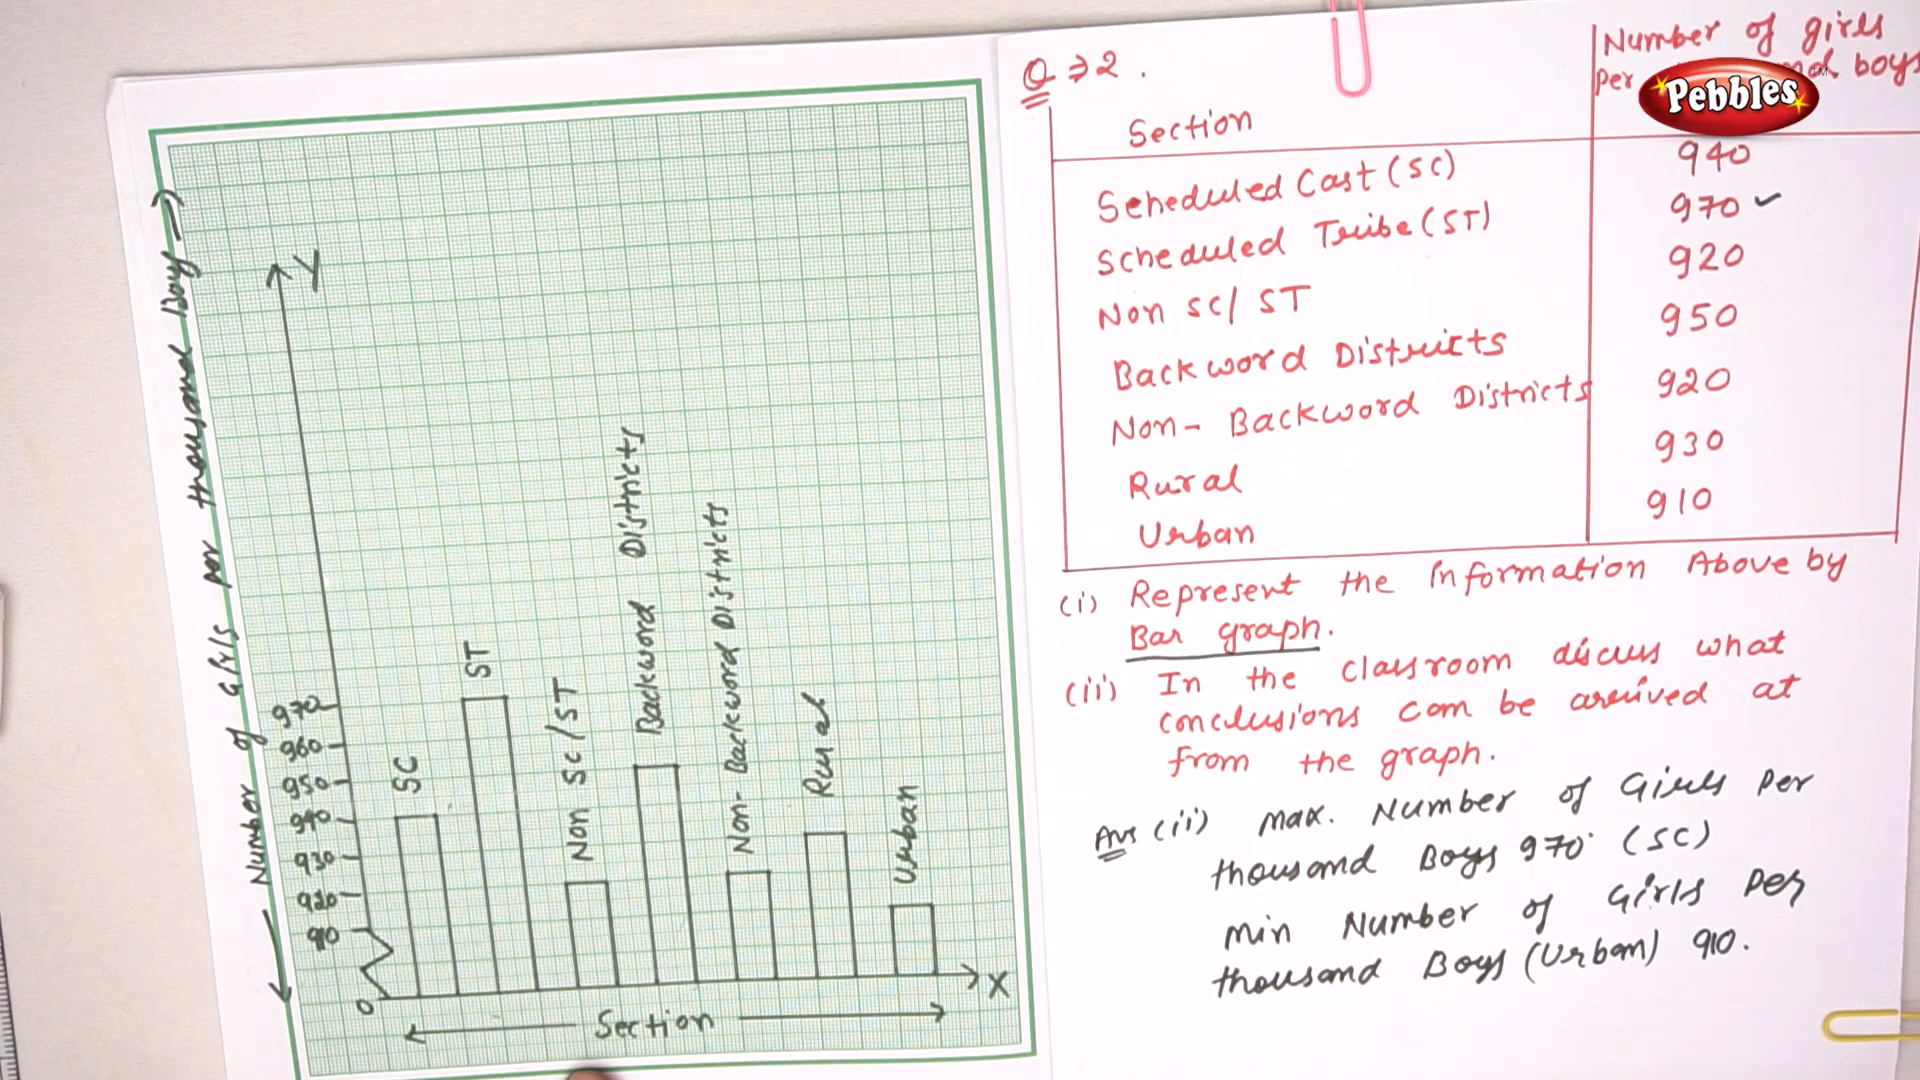 Number of Girls per thousand boys
Y
970
960
950
940
930
920
910
0
SC
ST
Non SC/ST
Backword Districts
Non-Backword Districts
Rural
Urban
X
Section
Q ⇒ 2.
Section
Number of girls
per boys
Pebbles™
Scheduled Cast (SC) 940
Scheduled Tribe (ST) 970 ✓
Non SC/ST 920
Backword Districts 950
Non- Backword Districts 920
Rural 930
Urban 910
(i) Represent the information Above by
Bar graph.
(ii) In the classroom discuss what
conclusions can be arrived at
from the graph.
Ans (ii) max. Number of Girls Per
thousand Boys 970 (SC)
min Number of Girls Per
thousand Boys (Urban) 910.